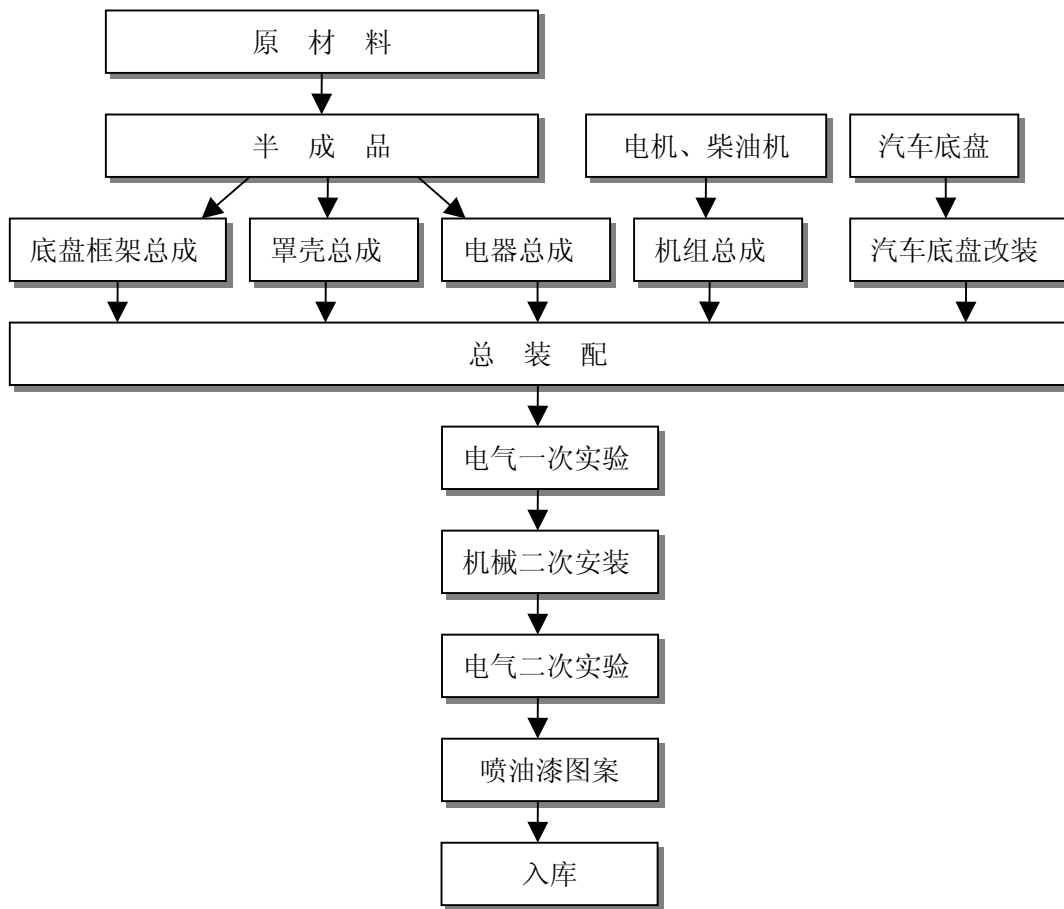 原 材 料
半 成 品
电机、柴油机
汽车底盘
底盘框架总成
罩壳总成
电器总成
机组总成
汽车底盘改装
总 装 配
电气一次实验
机械二次安装
电气二次实验
喷油漆图案
入库